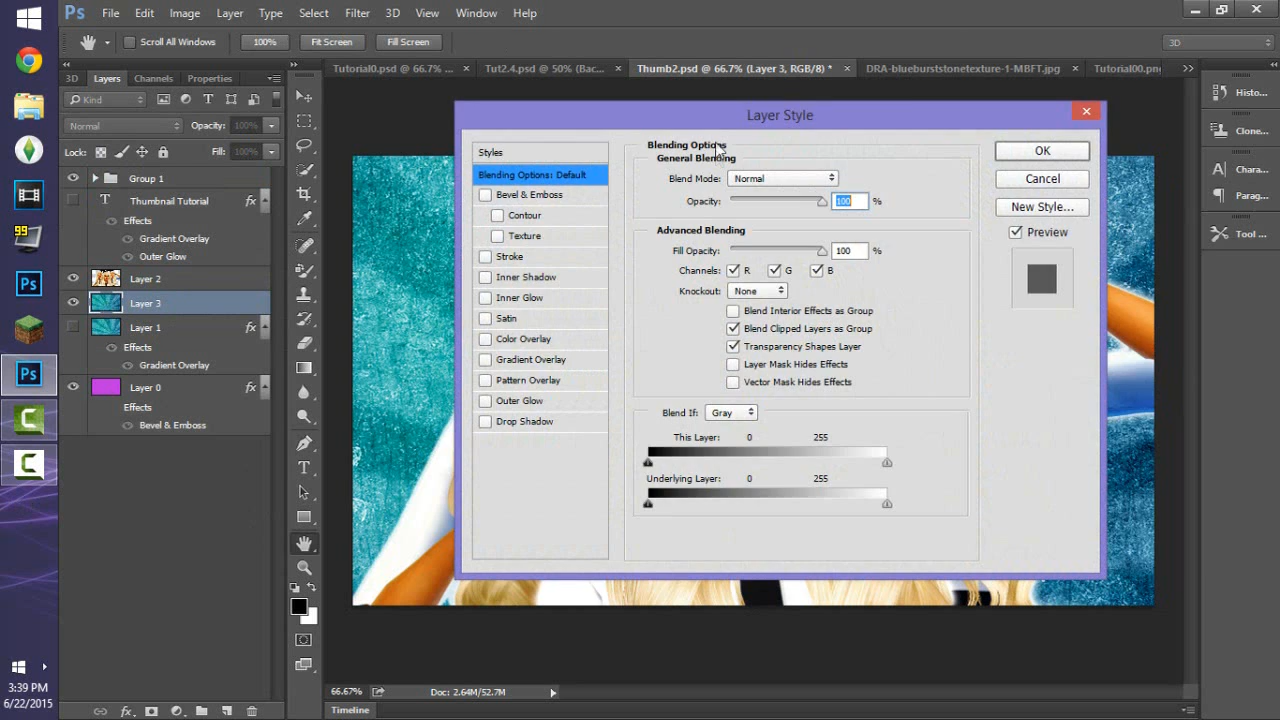 Ps File Edit Image Layer Type Select Filter 3D View Window Help
Scroll All Windows 100% Fit Screen Fill Screen 3D
3D Layers Channels Properties
Tutorial0.psd @ 66.7% ... × Tut2.4.psd @ 50% (Bac... × Thumb2.psd @ 66.7% (Layer 3, RGB/8) * × DRA-blueburststonetexture-1-MBFT.jpg × Tutorial00.png
Kind
Normal Opacity: 100%
Lock: Fill: 100%
Group 1
T Thumbnail Tutorial fx
Effects
Gradient Overlay
Outer Glow
Layer 2
Layer 3
Layer 1 fx
Effects
Gradient Overlay
Layer 0 fx
Effects
Bevel & Emboss
Layer Style
Styles
Blending Options: Default
Bevel & Emboss
Contour
Texture
Stroke
Inner Shadow
Inner Glow
Satin
Color Overlay
Gradient Overlay
Pattern Overlay
Outer Glow
Drop Shadow
Blending Options
General Blending
Blend Mode: Normal
Opacity: 100 %
Advanced Blending
Fill Opacity: 100 %
Channels: R G B
Knockout: None
Blend Interior Effects as Group
Blend Clipped Layers as Group
Transparency Shapes Layer
Layer Mask Hides Effects
Vector Mask Hides Effects
Blend If: Gray
This Layer: 0 255
Underlying Layer: 0 255
OK
Cancel
New Style...
Preview
Histo...
Clone...
Chara...
Parag...
Tool ...
99
Ps
Ps
3:39 PM
6/22/2015
66.67% Doc: 2.64M/52.7M
Timeline